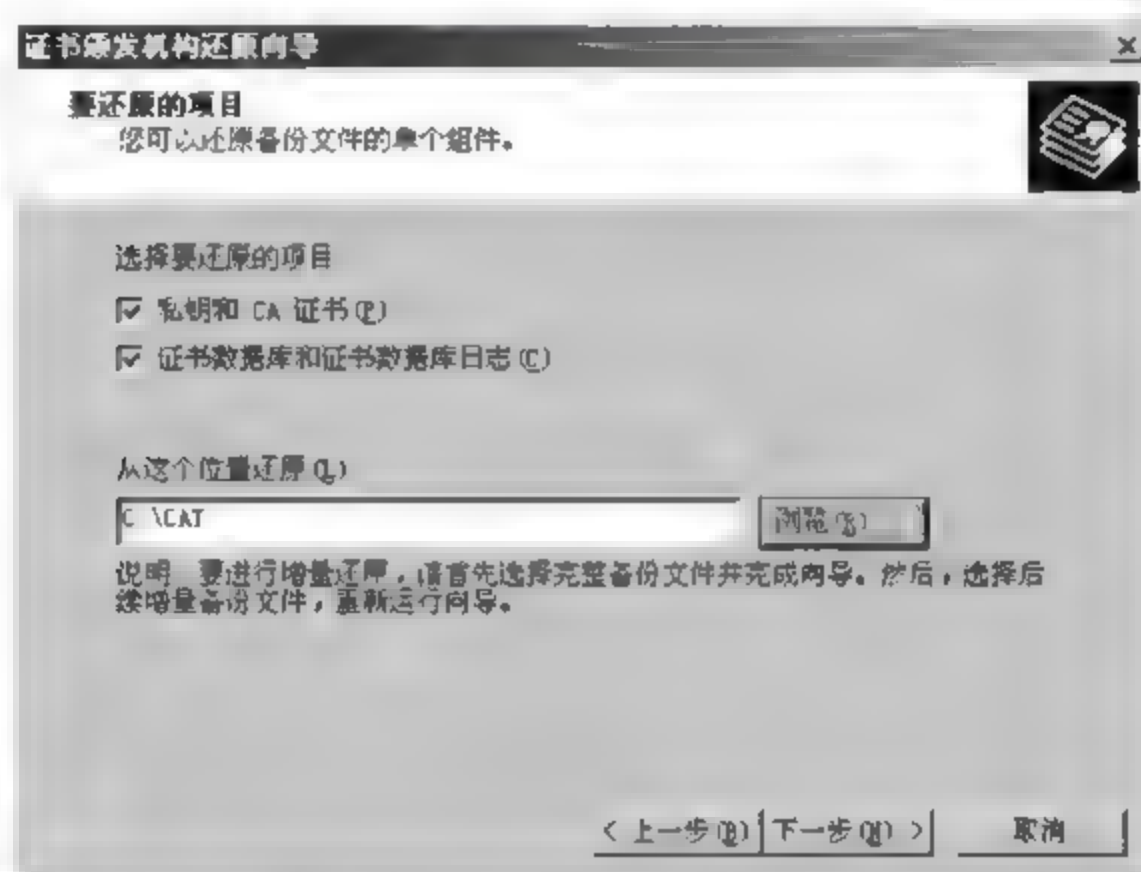 证书颁发机构还原向导
要还原的项目
您可以还原备份文件的单个组件。
选择要还原的项目
私钥和 CA 证书(P)
证书数据库和证书数据库日志(C)
从这个位置还原(L)
C \CAT
浏览(R)
说明 要进行增量还原，请首先选择完整备份文件并完成向导。然后，选择后
续增量备份文件，重新运行向导。
< 上一步(B) 下一步(N) > 取消